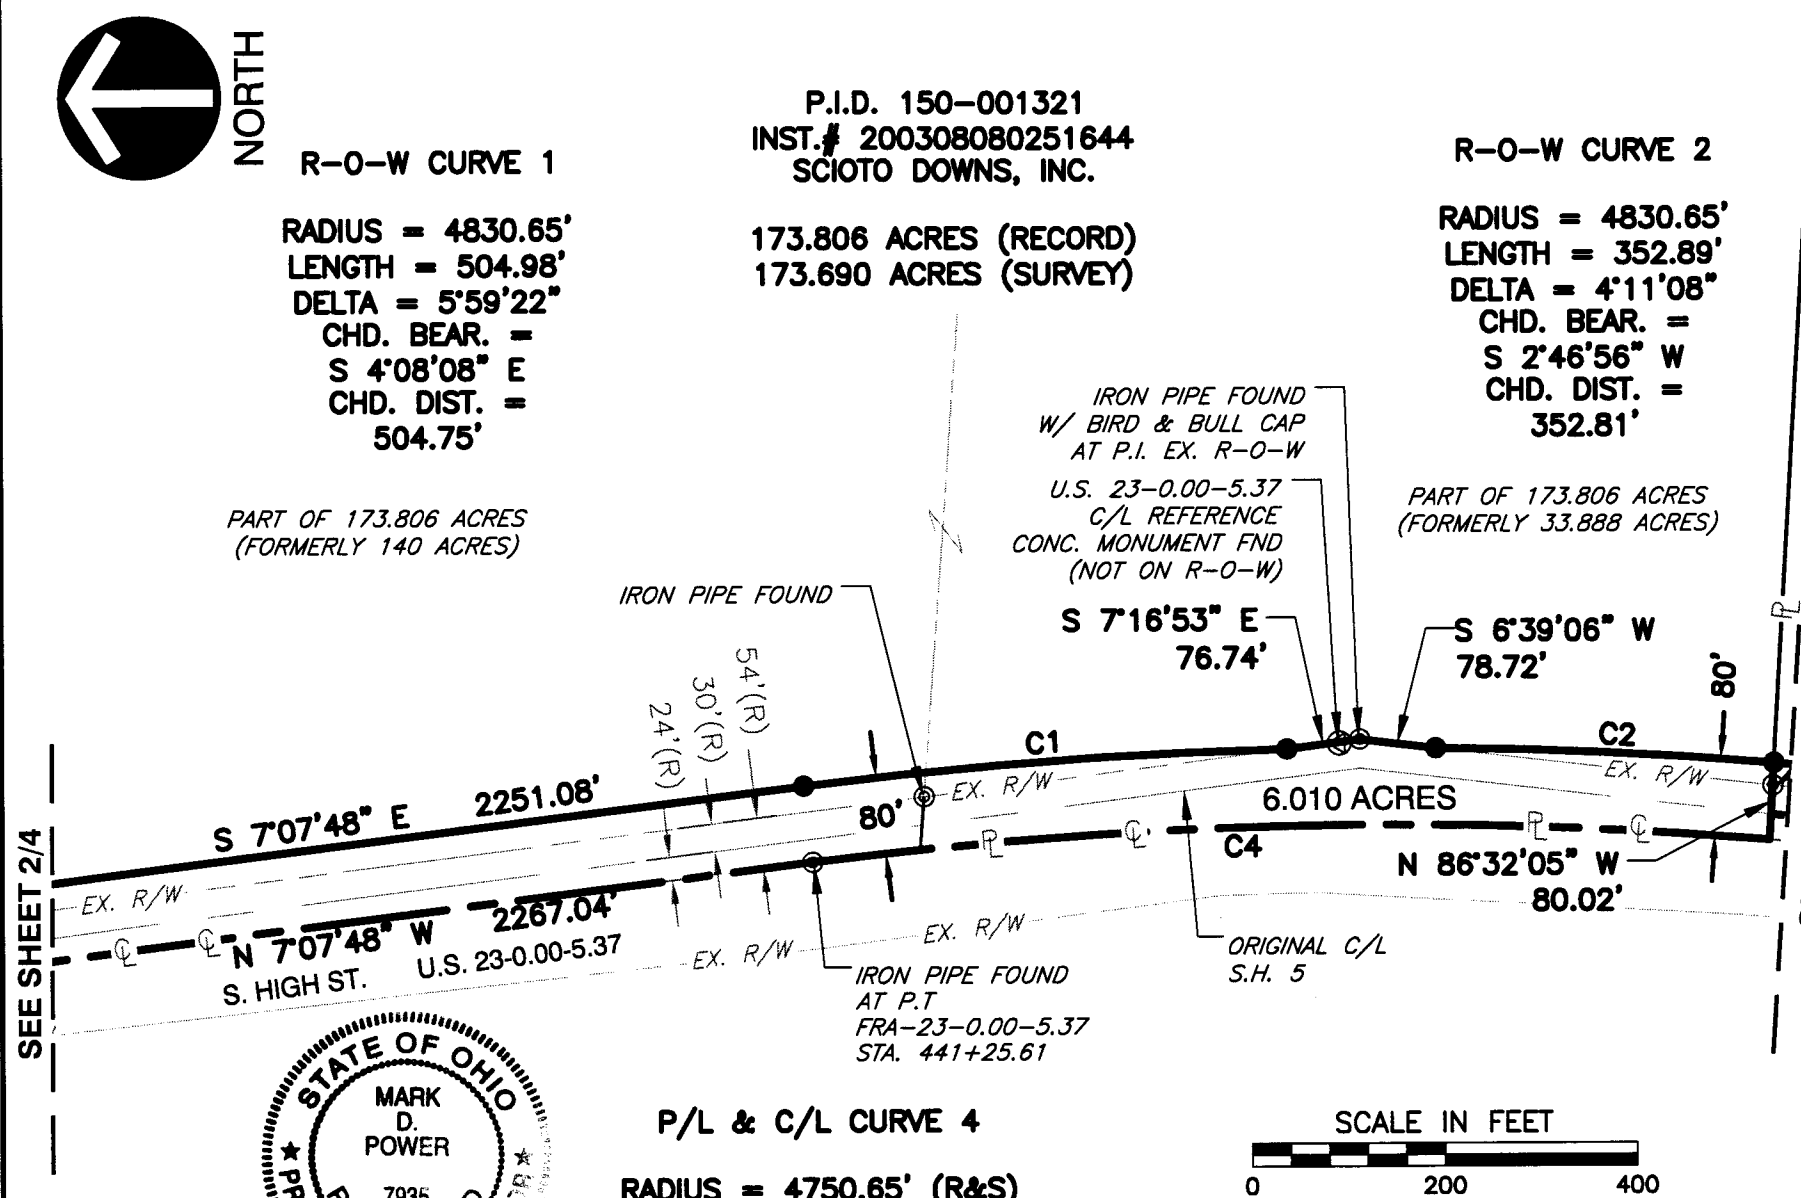 NORTH
R-O-W CURVE 1
RADIUS = 4830.65'
LENGTH = 504.98'
DELTA = 5°59'22"
CHD. BEAR. =
S 4°08'08" E
CHD. DIST. =
504.75'
PART OF 173.806 ACRES
(FORMERLY 140 ACRES)
P.I.D. 150-001321
INST.# 200308080251644
SCIOTO DOWNS, INC.
173.806 ACRES (RECORD)
173.690 ACRES (SURVEY)
R-O-W CURVE 2
RADIUS = 4830.65'
LENGTH = 352.89'
DELTA = 4°11'08"
CHD. BEAR. =
S 2°46'56" W
CHD. DIST. =
352.81'
PART OF 173.806 ACRES
(FORMERLY 33.888 ACRES)
IRON PIPE FOUND
W/ BIRD & BULL CAP
AT P.I. EX. R-O-W
U.S. 23-0.00-5.37
C/L REFERENCE
CONC. MONUMENT FND
(NOT ON R-O-W)
IRON PIPE FOUND
S 7°16'53" E
76.74'
S 6°39'06" W
78.72'
80'
PL
54'(R)
30'(R)
24'(R)
C1
C2
S 7°07'48" E 2251.08'
EX. R/W
EX. R/W
EX. R/W
80'
6.010 ACRES
PL
CL
C4
PL
CL
N 86°32'05" W
80.02'
SEE SHEET 2/4
CL
CL
N 7°07'48" W 2267.04'
S. HIGH ST. U.S. 23-0.00-5.37
EX. R/W
EX. R/W
ORIGINAL C/L
S.H. 5
IRON PIPE FOUND
AT P.T
FRA-23-0.00-5.37
STA. 441+25.61
STATE OF OHIO
MARK
D.
POWER
7935
P/L & C/L CURVE 4
RADIUS = 4750.65' (R&S)
SCALE IN FEET
0 200 400